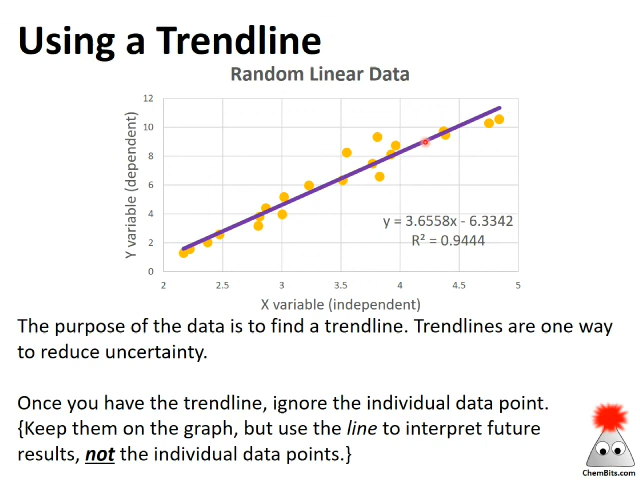 Using a Trendline
Random Linear Data
12
10
8
6
4
2
0
Y variable (dependent)
y = 3.6558x - 6.3342
R² = 0.9444
2 2.5 3 3.5 4 4.5 5
X variable (independent)
The purpose of the data is to find a trendline. Trendlines are one way
to reduce uncertainty.
Once you have the trendline, ignore the individual data point.
{Keep them on the graph, but use the line to interpret future
results, not the individual data points.}
ChemBits.com